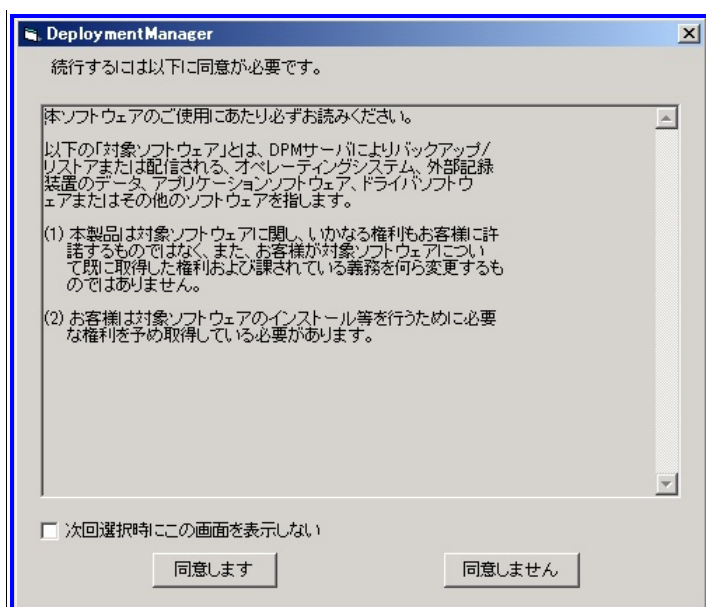 DeploymentManager
続行するには以下に同意が必要です。
本ソフトウェアのご使用にあたり必ずお読みください。
以下の「対象ソフトウェア」とは、DPMサーバによりバックアップ/
リストアまたは配信される、オペレーティングシステム、外部記録
装置のデータ、アプリケーションソフトウェア、ドライバソフトウ
ェアまたはその他のソフトウェアを指します。
(1) 本製品は対象ソフトウェアに関し、いかなる権利もお客様に許
諾するものではなく、また、お客様が対象ソフトウェアについ
て既に取得した権利および課されている義務を何ら変更するも
のではありません。
(2) お客様は対象ソフトウェアのインストール等を行うために必要
な権利を予め取得している必要があります。
次回選択時にこの画面を表示しない
同意します
同意しません